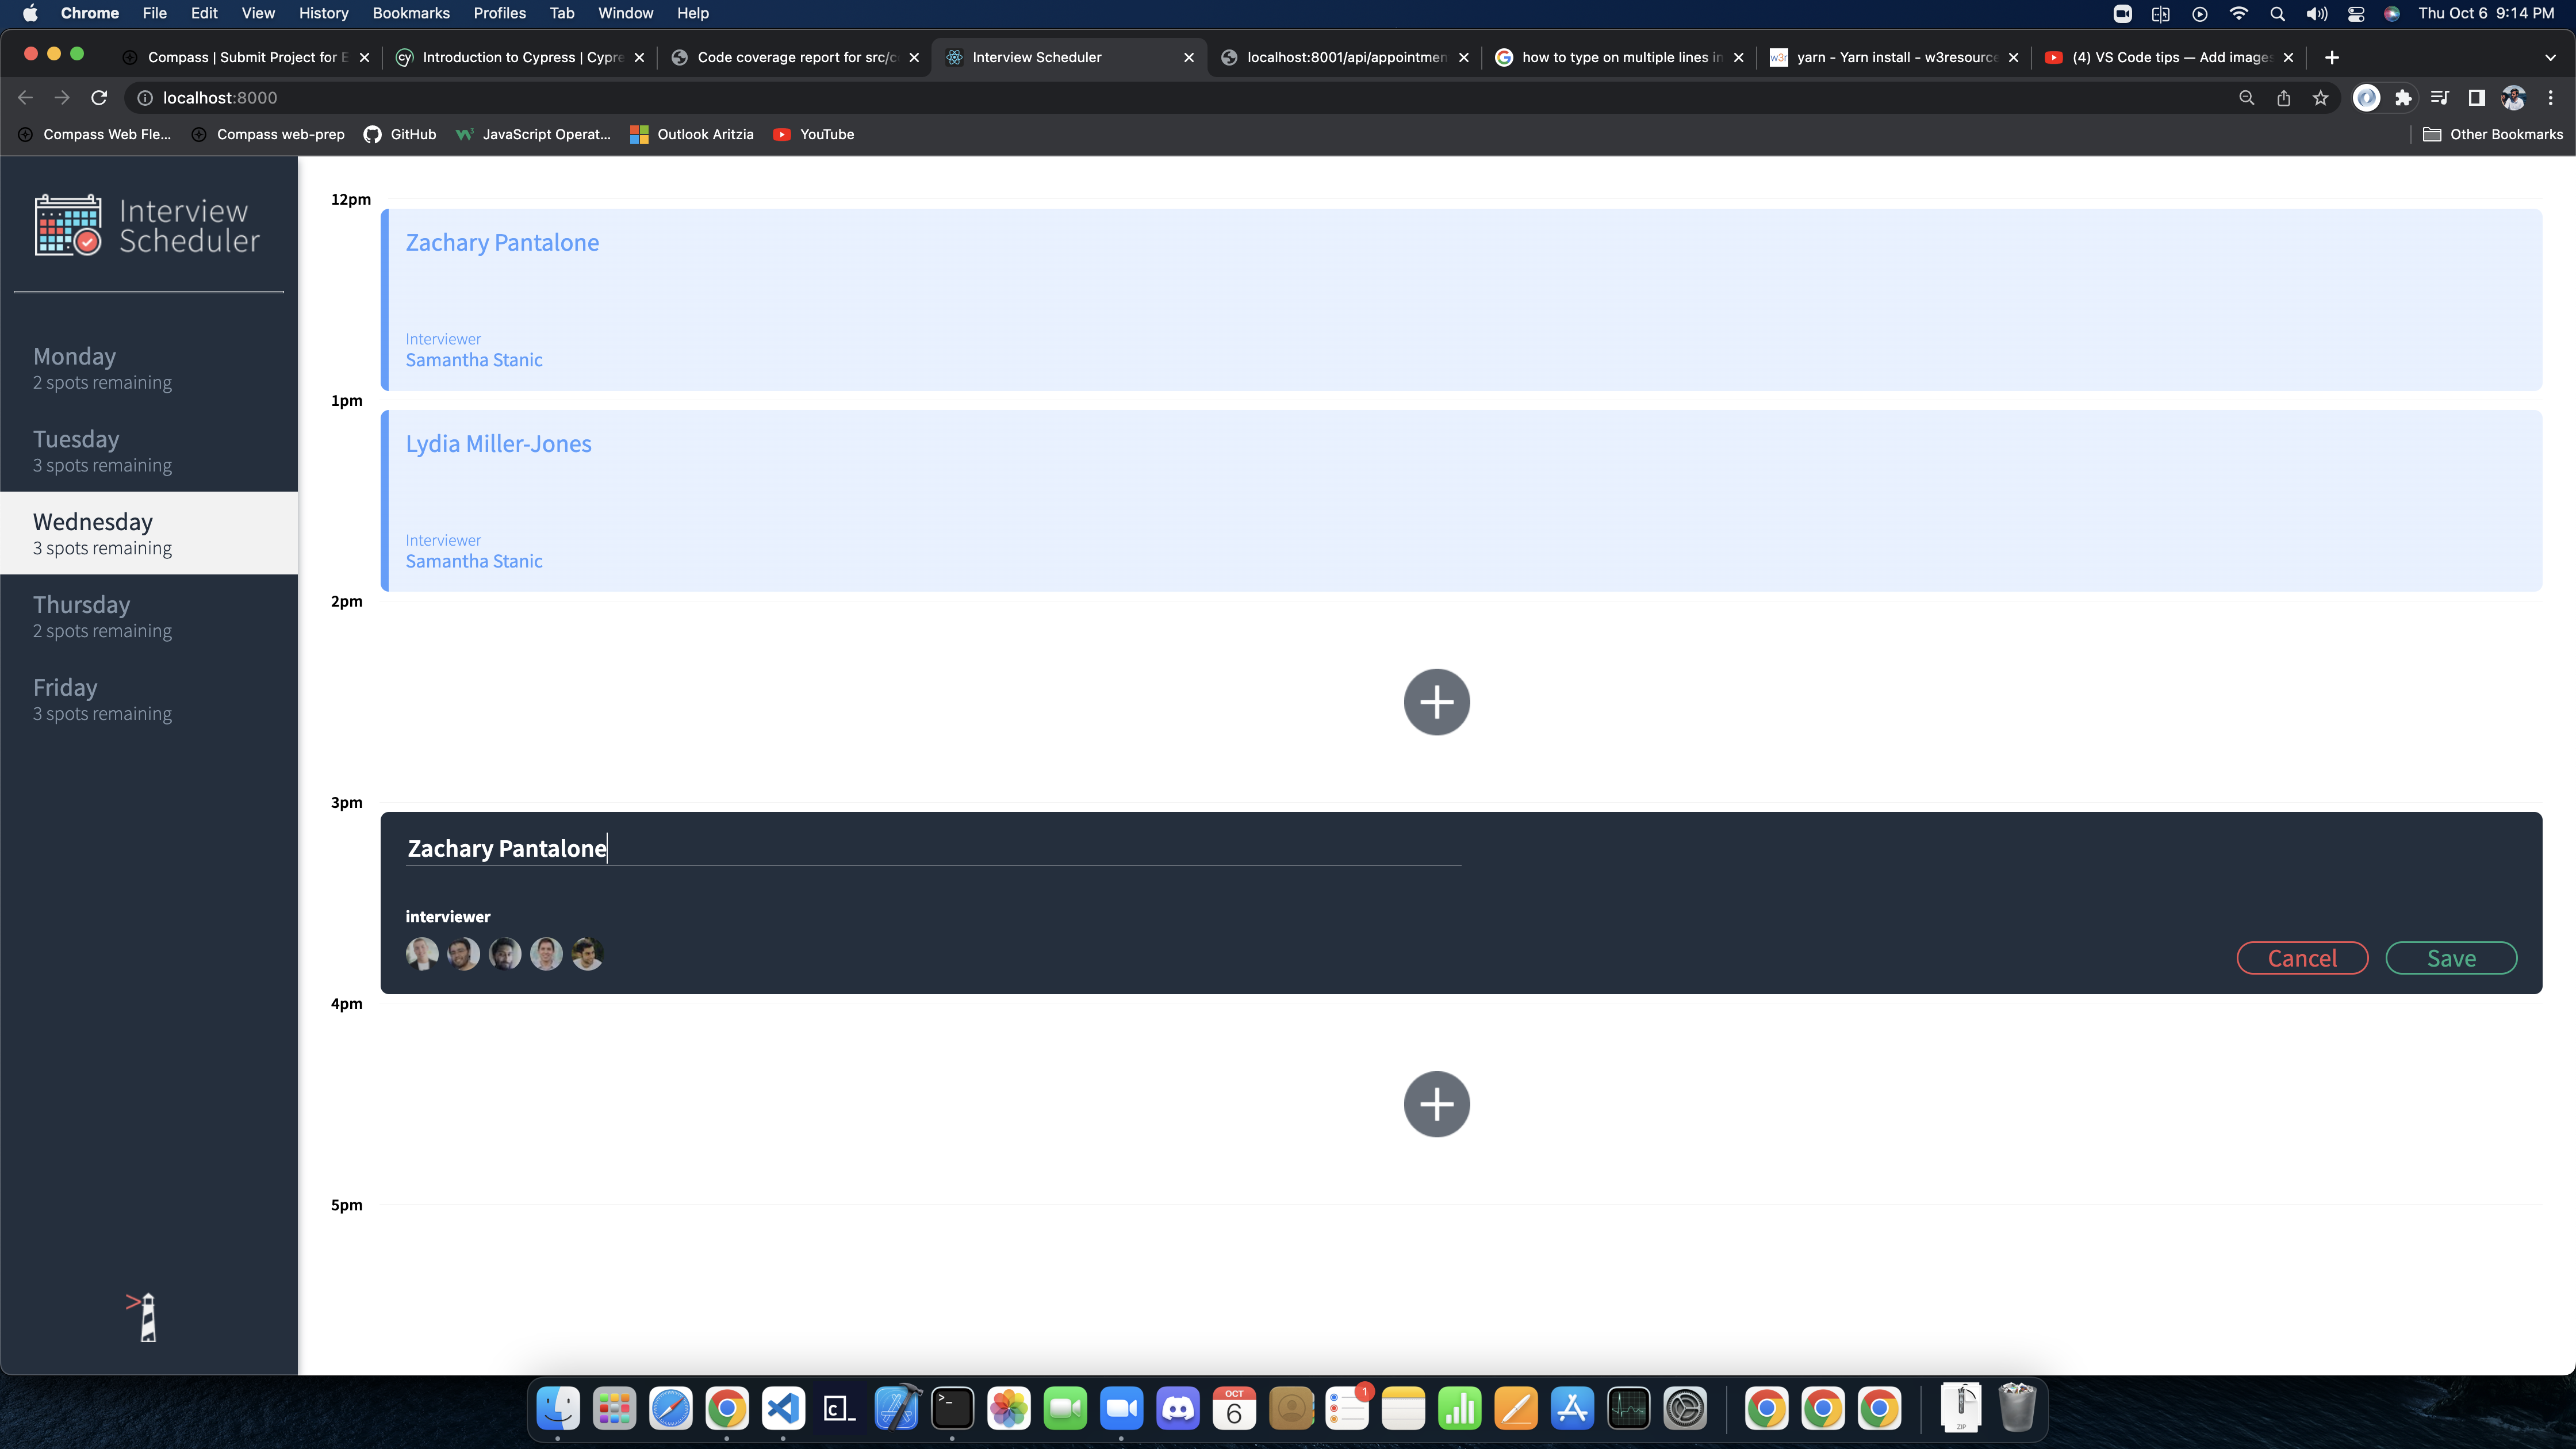 Chrome File Edit View History Bookmarks Profiles Tab Window Help Thu Oct 6 9:14 PM
Compass | Submit Project for E Introduction to Cypress | Cypre Code coverage report for src/c Interview Scheduler localhost:8001/api/appointmen how to type on multiple lines in w3r yarn - Yarn install - w3resource (4) VS Code tips — Add images
localhost:8000
Compass Web Fle... Compass web-prep GitHub JavaScript Operat... Outlook Aritzia YouTube Other Bookmarks
Interview
Scheduler
Monday
2 spots remaining
Tuesday
3 spots remaining
Wednesday
3 spots remaining
Thursday
2 spots remaining
Friday
3 spots remaining
12pm
Zachary Pantalone
Interviewer
Samantha Stanic
1pm
Lydia Miller-Jones
Interviewer
Samantha Stanic
2pm
3pm
Zachary Pantalone
interviewer
Cancel Save
4pm
5pm
OCT
6
1
ZIP